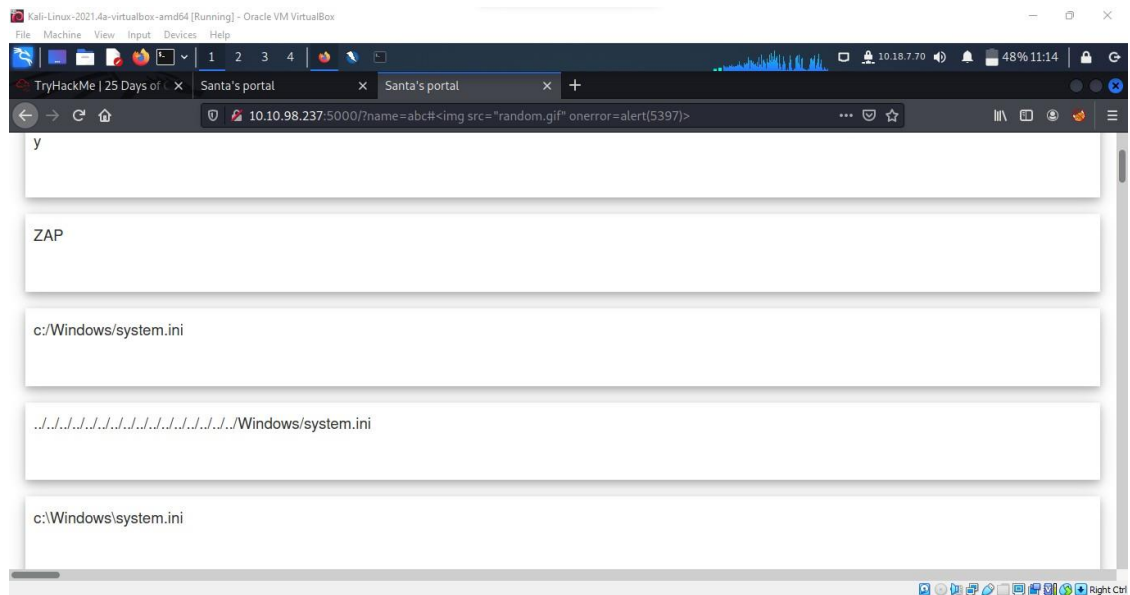 Kali-Linux-2021.4a-virtualbox-amd64 [Running] - Oracle VM VirtualBox
File Machine View Input Devices Help
1 2 3 4 10.18.7.70 48% 11:14
TryHackMe | 25 Days of C Santa's portal Santa's portal
10.10.98.237:5000/?name=abc#<img src="random.gif" onerror=alert(5397)>
y
ZAP
c:/Windows/system.ini
../../../../../../../../../../../../../../../../Windows/system.ini
c:\Windows\system.ini
Right Ctrl